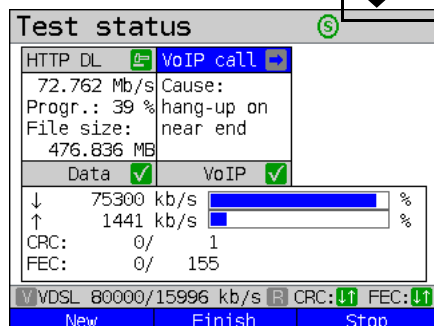 Test status S
HTTP DL VoIP call
72.762 Mb/s Cause:
Progr.: 39 % hang-up on
File size: near end
476.836 MB
Data VoIP
↓ 75300 kb/s %
↑ 1441 kb/s %
CRC: 0/ 1
FEC: 0/ 155
V VDSL 80000/15996 kb/s R CRC: ↓↑ FEC: ↓↑
New Finish Stop